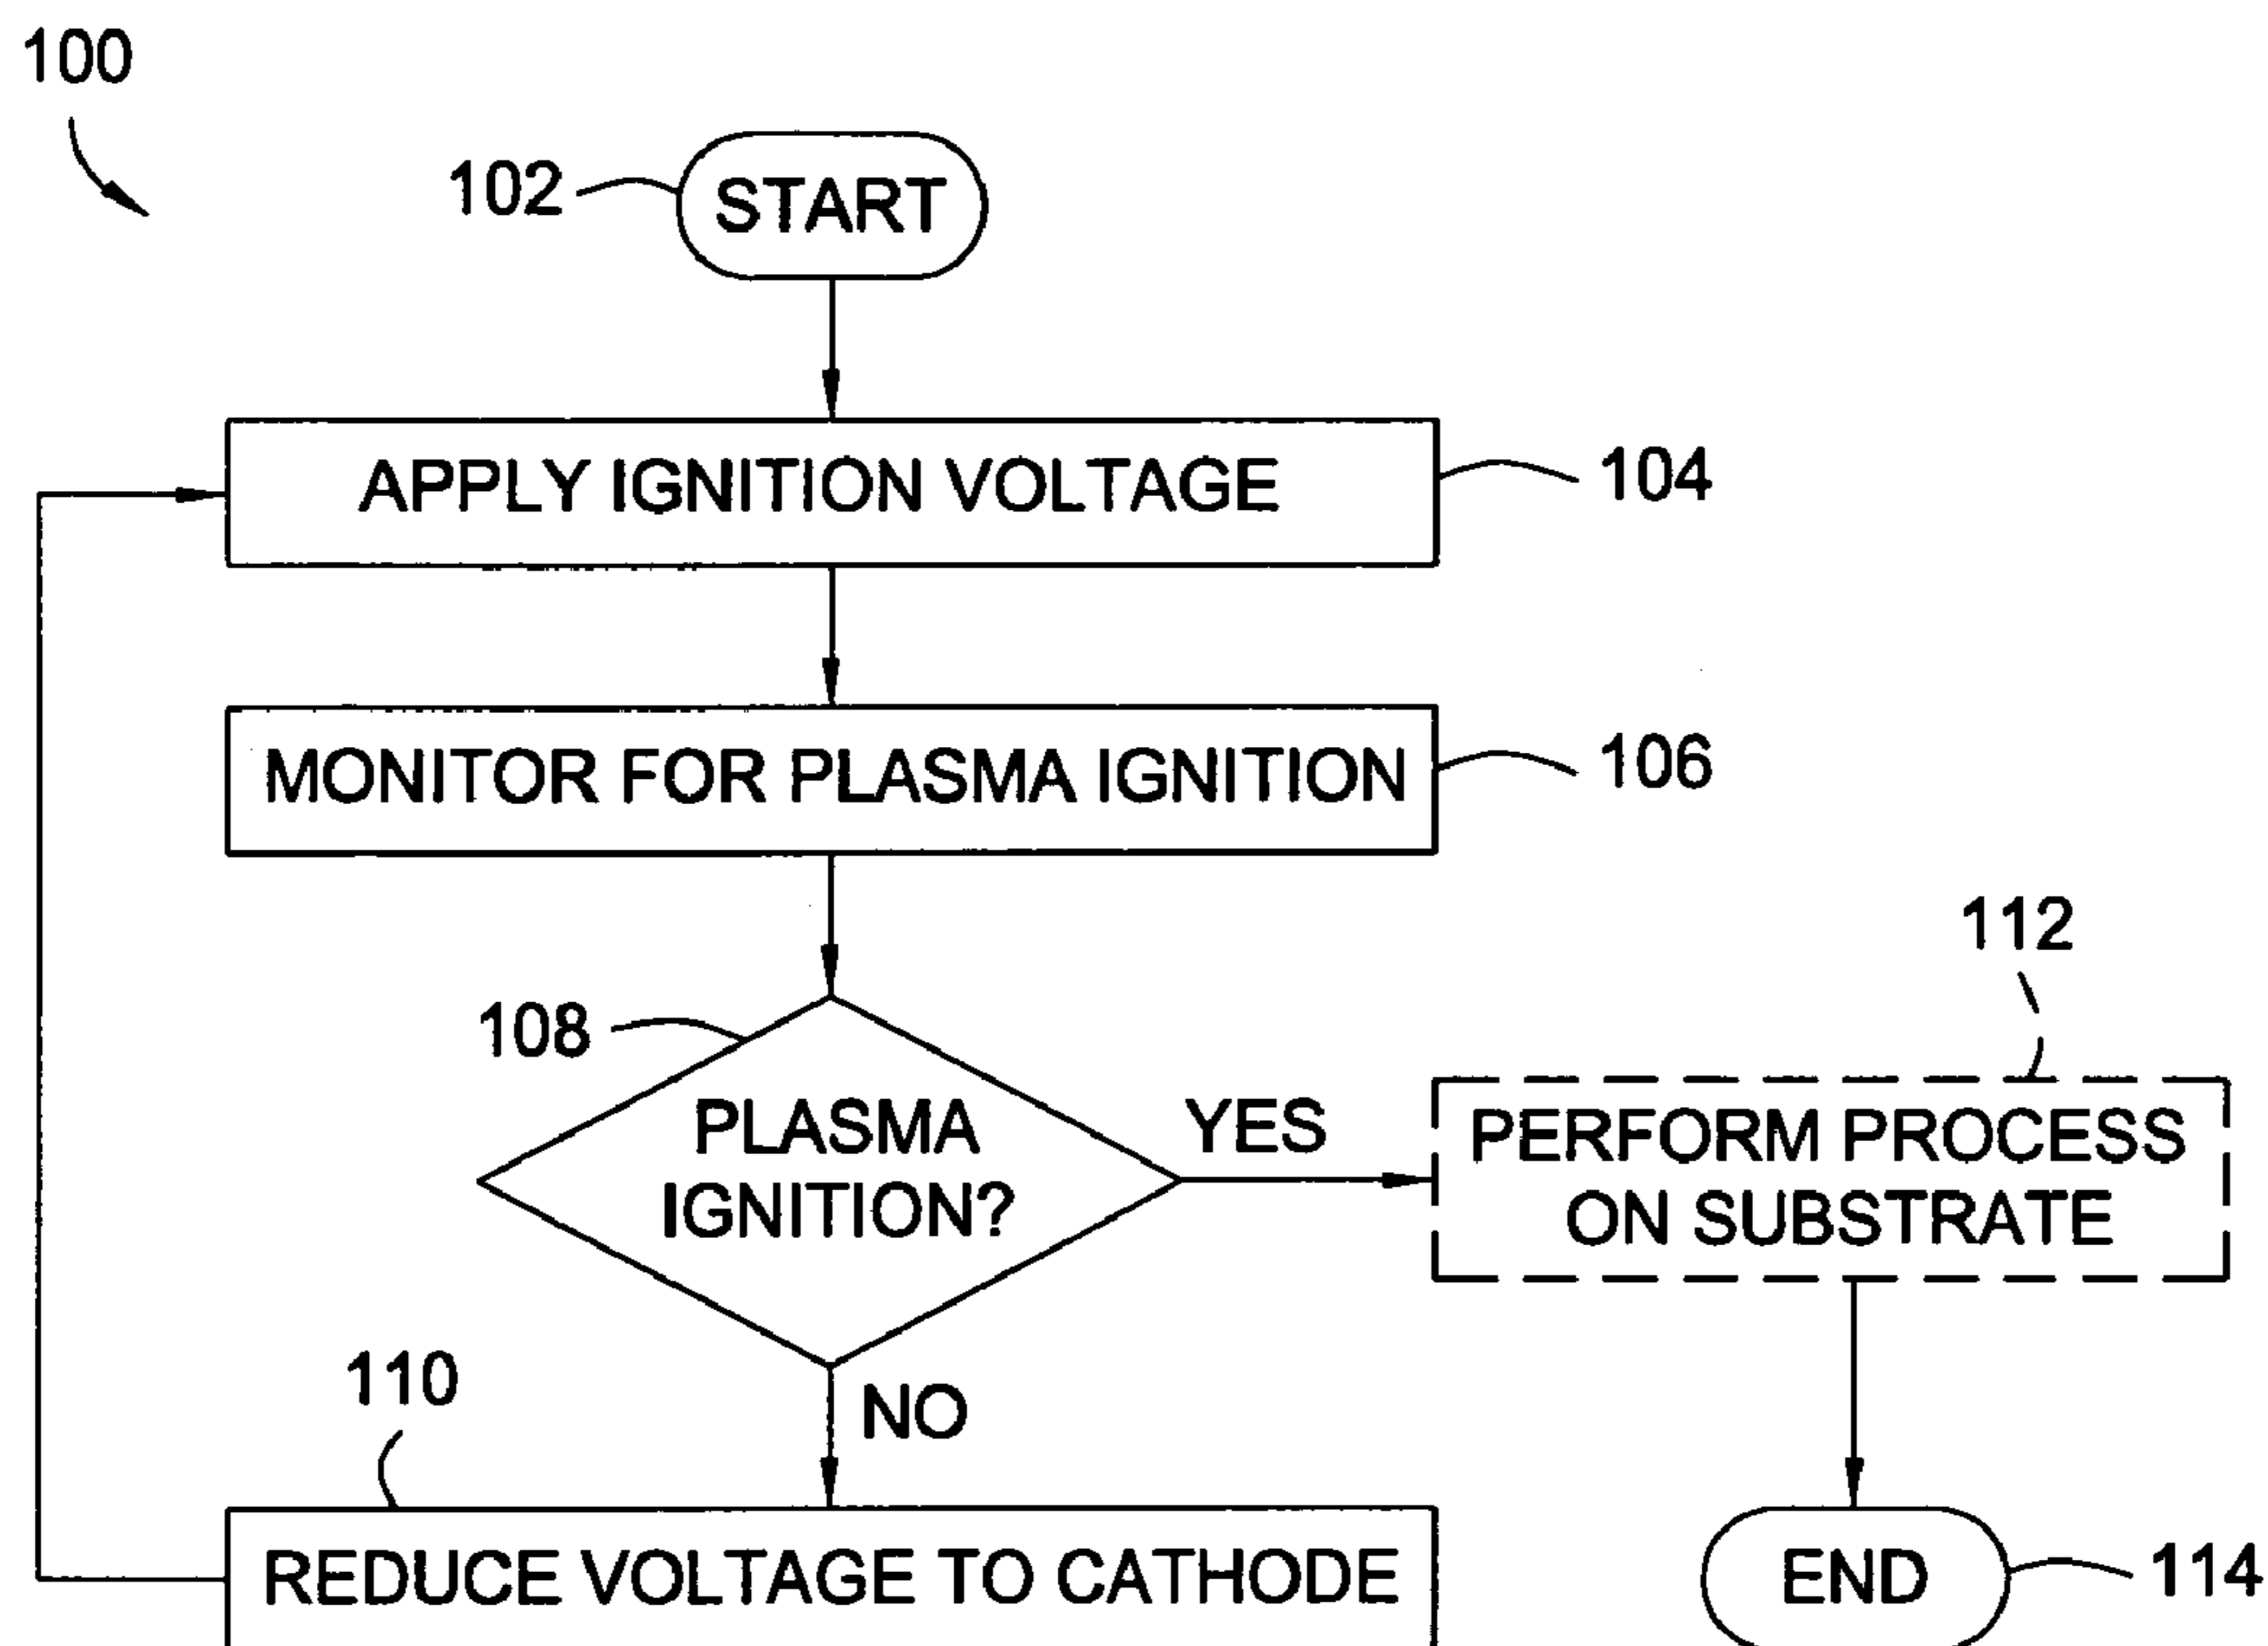 100
102
START
APPLY IGNITION VOLTAGE
104
MONITOR FOR PLASMA IGNITION
106
112
108
PLASMA
IGNITION?
YES
PERFORM PROCESS
ON SUBSTRATE
110
NO
REDUCE VOLTAGE TO CATHODE
END
114